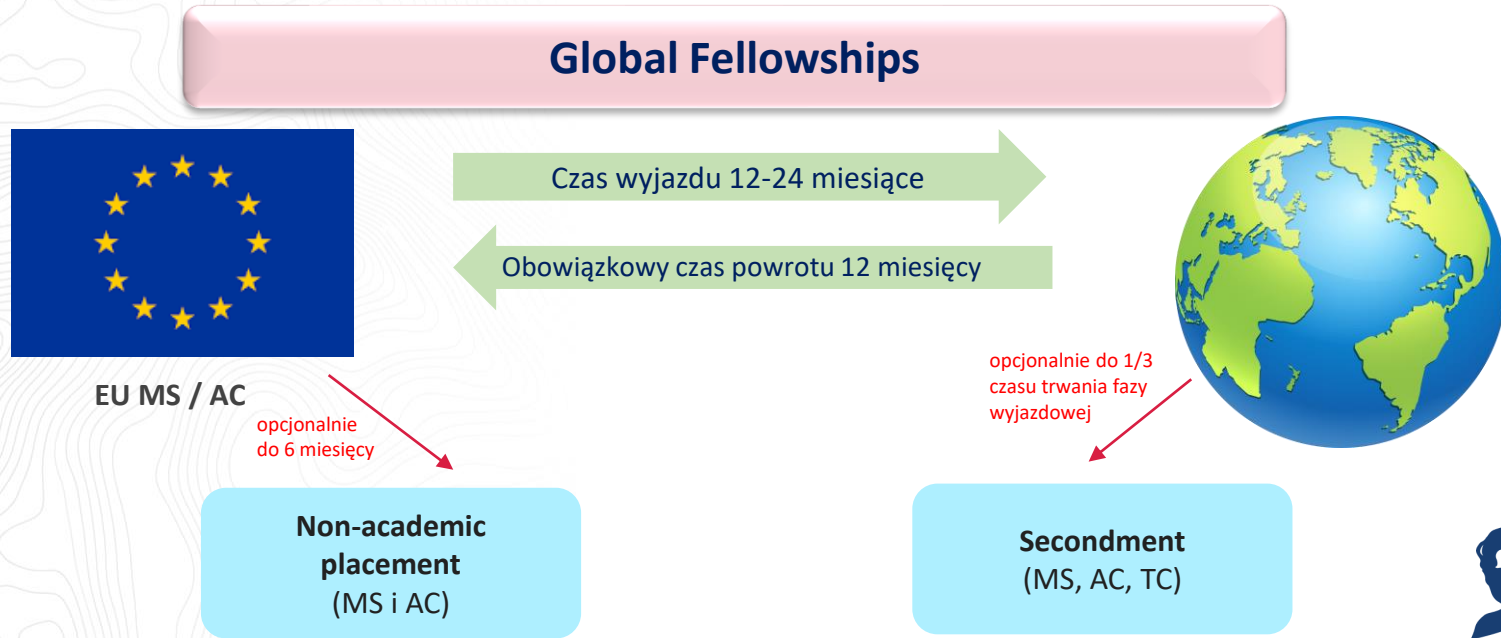 Global Fellowships
Czas wyjazdu 12-24 miesiące
Obowiązkowy czas powrotu 12 miesięcy
EU MS / AC
opcjonalnie
do 6 miesięcy
opcjonalnie do 1/3
czasu trwania fazy
wyjazdowej
Non-academic
placement
(MS i AC)
Secondment
(MS, AC, TC)